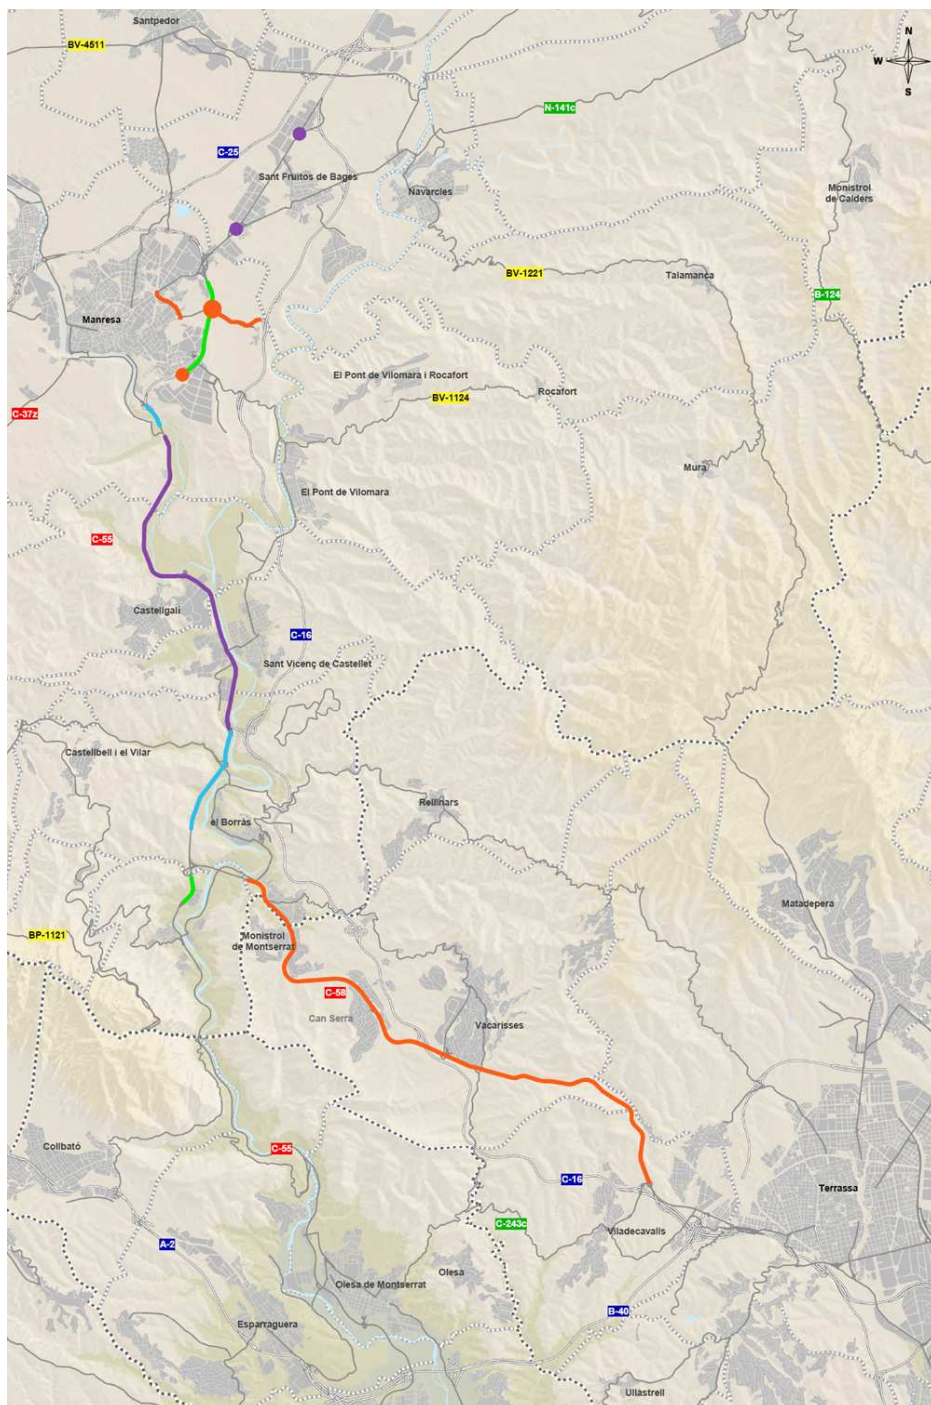 Santpedor
BV-4511
N
W
E
S
N-141c
C-25
Sant Fruitós de Bages
Navarcles
Monistrol
de Calders
BV-1221
Talamanca
B-124
Manresa
El Pont de Vilomara i Rocafort
Rocafort
BV-1124
C-37z
Mura
El Pont de Vilomara
C-55
Castellgalí
C-16
Sant Vicenç de Castellet
Castellbell i el Vilar
Rellinars
el Borràs
Matadepera
BP-1121
Monistrol
de Montserrat
C-58
Can Serra
Vacarisses
Collbató
C-55
C-16
Terrassa
C-243c
Viladecavalls
A-2
Olesa
Olesa de Montserrat
B-40
Esparraguera
Ullastrell